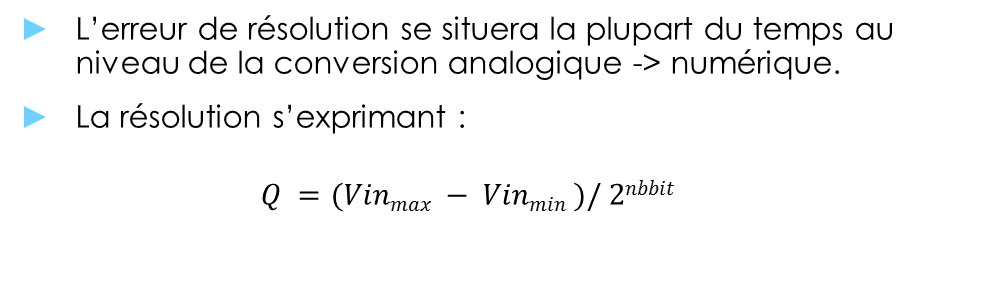 L’erreur de résolution se situera la plupart du temps au
niveau de la conversion analogique -> numérique.
La résolution s’exprimant :
Q = (Vin_max − Vin_min)/ 2^nbbit